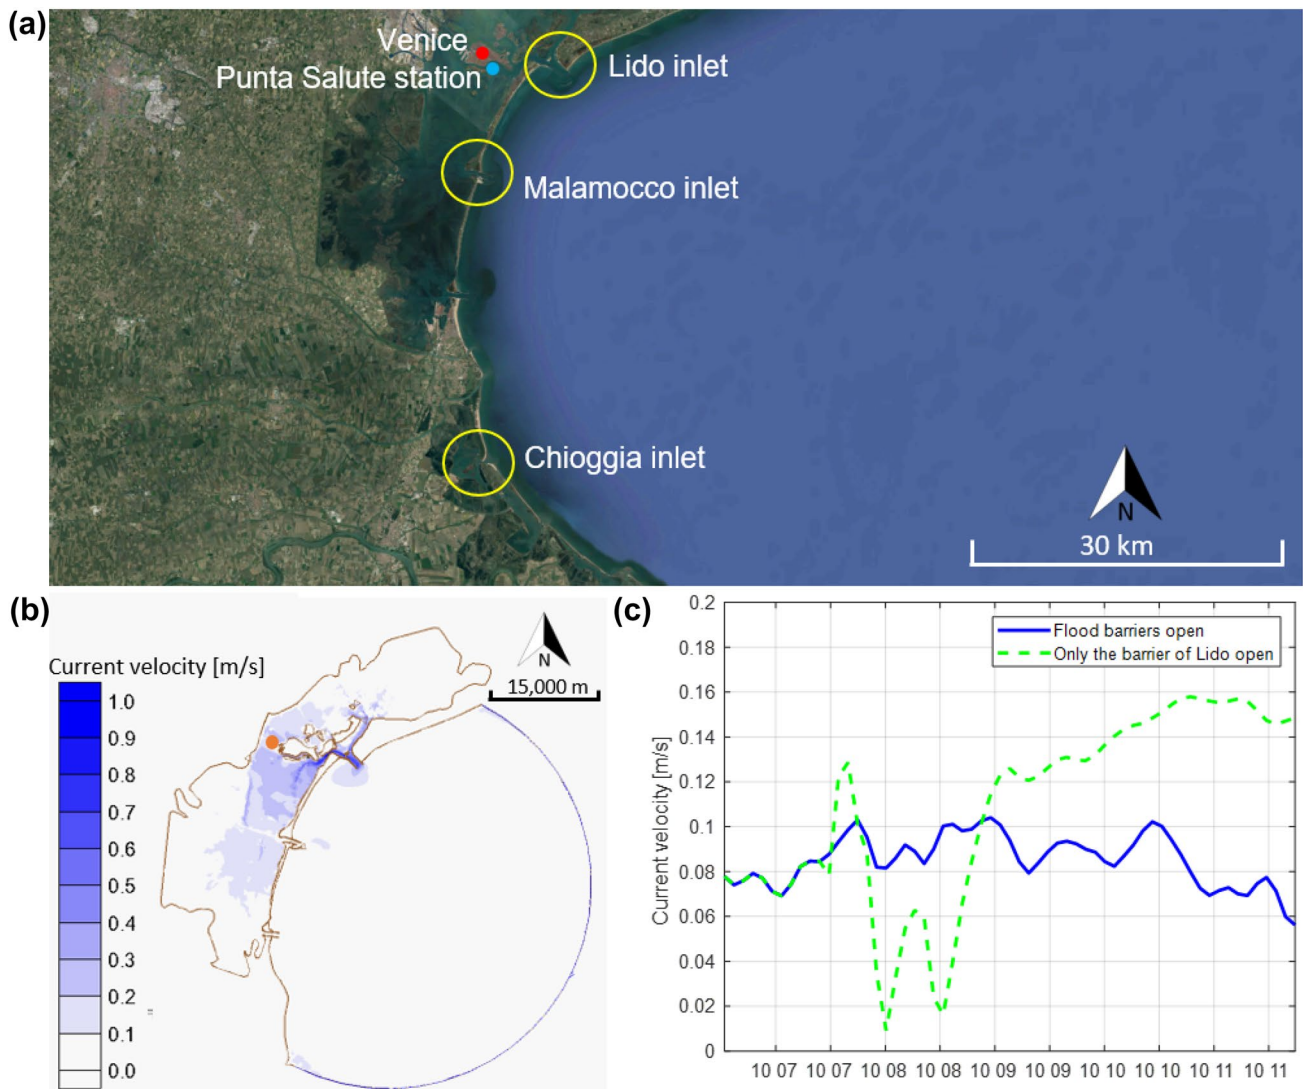 (a)
Venice
Punta Salute station
Lido inlet
Malamocco inlet
Chioggia inlet
N
30 km
(b)
Current velocity [m/s]
N
15,000 m
1.0
0.9
0.8
0.7
0.6
0.5
0.4
0.3
0.2
0.1
0.0
(c)
Current velocity [m/s]
0.2
0.18
0.16
0.14
0.12
0.1
0.08
0.06
0.04
0.02
0
Flood barriers open
Only the barrier of Lido open
10 07 10 07 10 08 10 08 10 09 10 09 10 10 10 10 10 11 10 11